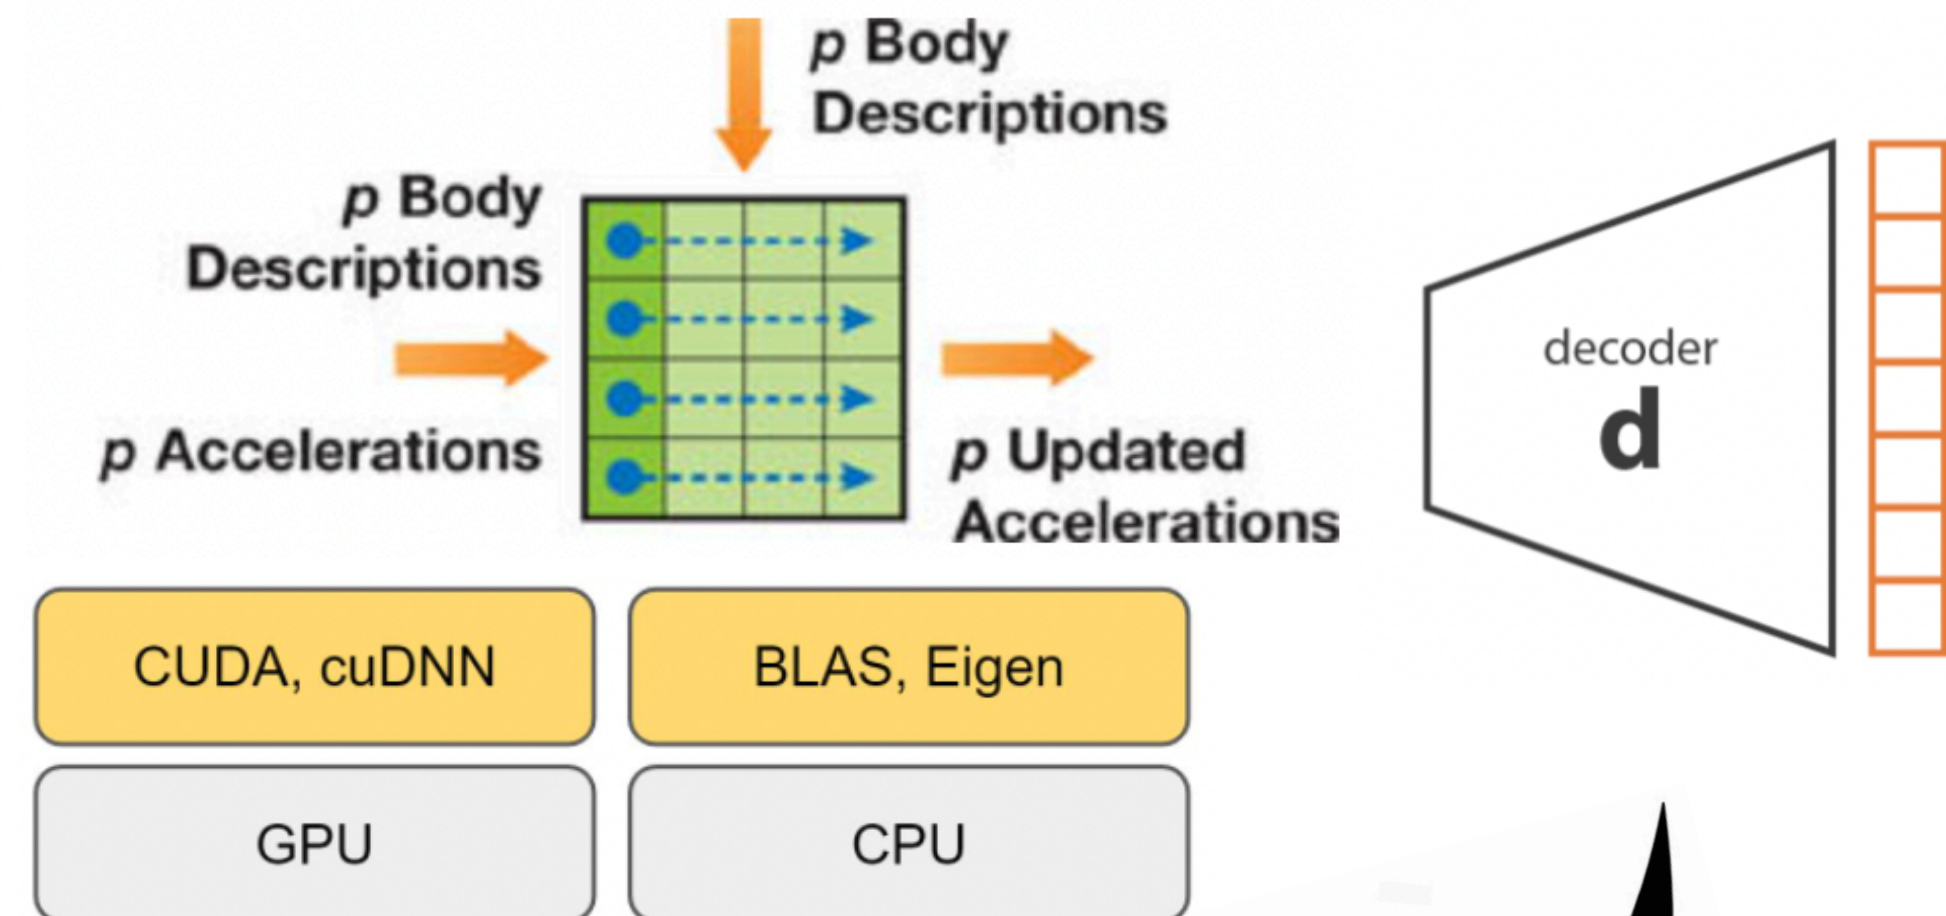 p Body
Descriptions
p Body
Descriptions
p Accelerations
p Updated
Accelerations
decoder
d
CUDA, cuDNN
BLAS, Eigen
GPU
CPU